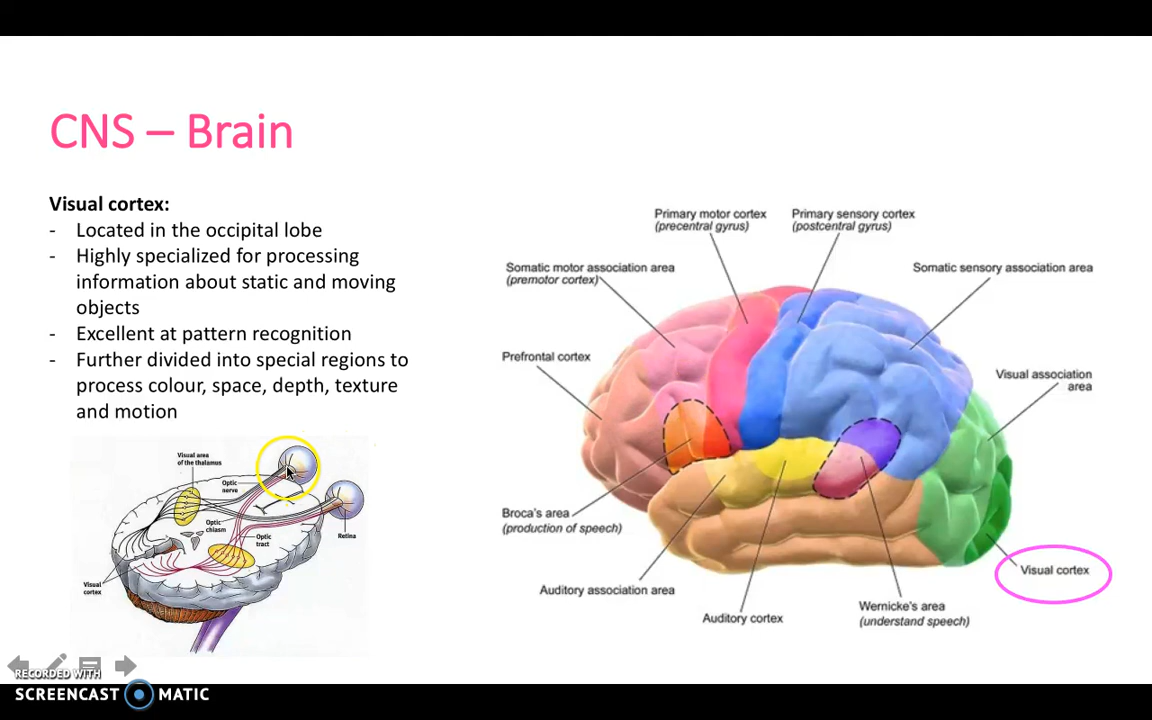 CNS – Brain
Visual cortex:
- Located in the occipital lobe
- Highly specialized for processing
information about static and moving
objects
- Excellent at pattern recognition
- Further divided into special regions to
process colour, space, depth, texture
and motion
Visual area
of the thalamus
Optic
nerve
Optic
chiasm
Optic
tract
Retina
Visual
cortex
Primary motor cortex
(precentral gyrus)
Primary sensory cortex
(postcentral gyrus)
Somatic motor association area
(premotor cortex)
Somatic sensory association area
Prefrontal cortex
Visual association
area
Broca's area
(production of speech)
Visual cortex
Auditory association area
Auditory cortex
Wernicke's area
(understand speech)
RECORDED WITH
SCREENCAST MATIC